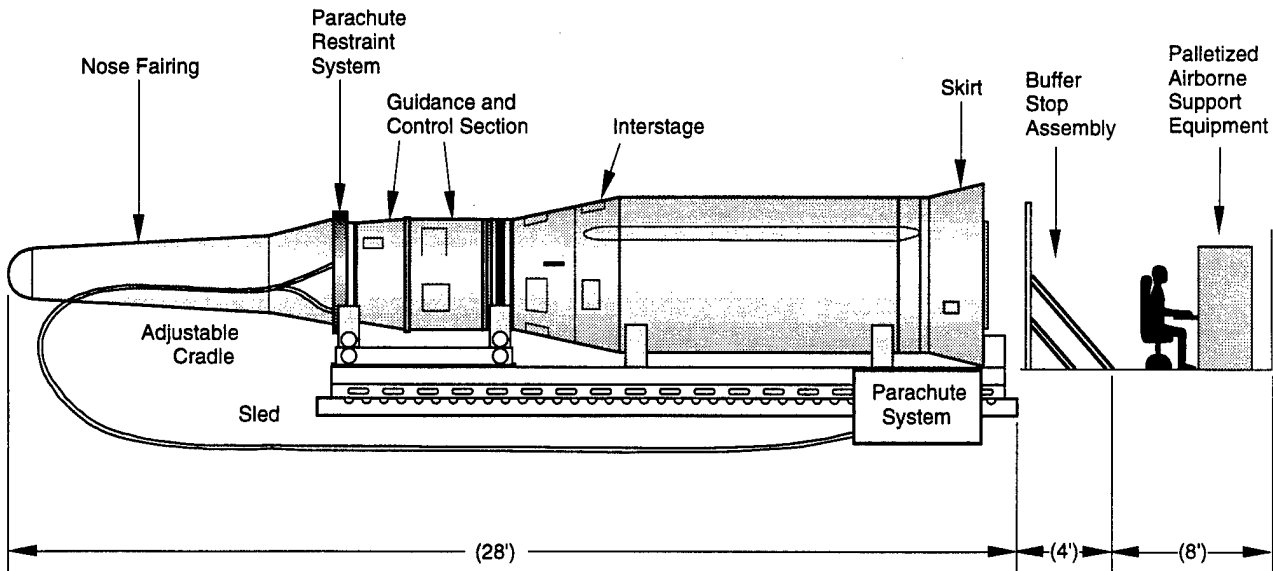 Parachute
Restraint
System
Nose Fairing
Guidance and
Control Section
Interstage
Skirt
Buffer
Stop
Assembly
Palletized
Airborne
Support
Equipment
Adjustable
Cradle
Sled
Parachute
System
(28')
(4')
(8')